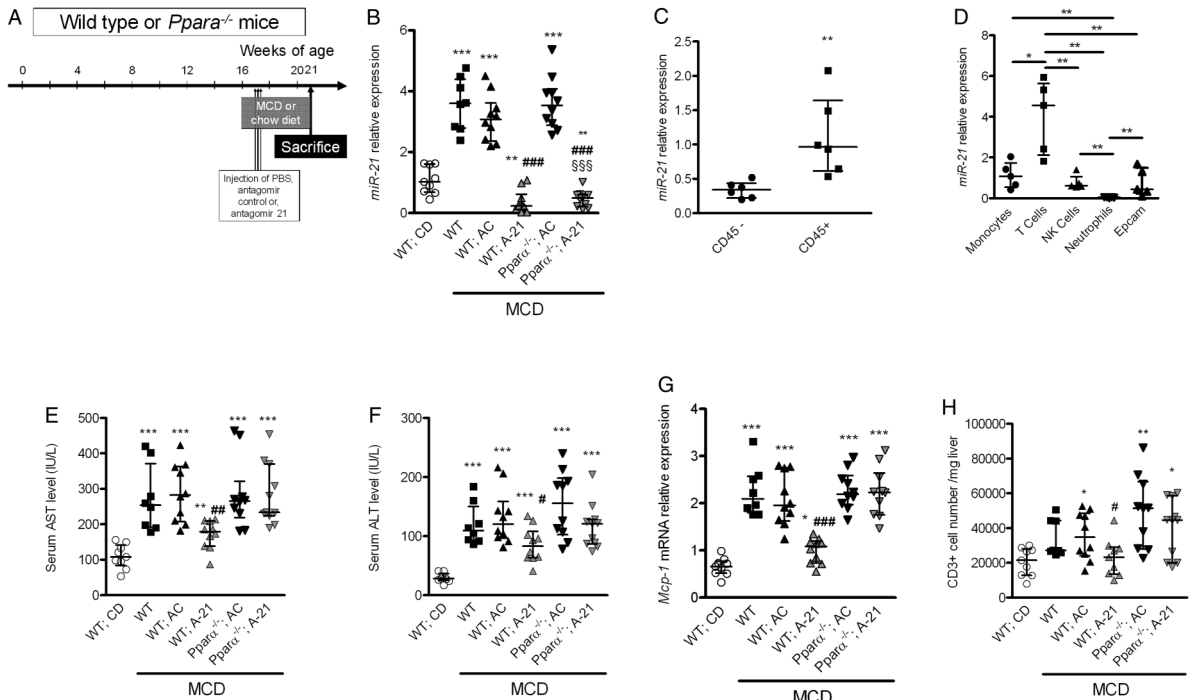 A
Wild type or Ppara-/- mice
Weeks of age
0 4 8 12 16 20 21
MCD or
chow diet
Sacrifice
Injection of PBS,
antagomir
control or,
antagomir 21
B
miR-21 relative expression
6
4
2
0
***
***
**
###
***
**
###
§§§
WT; CD
WT
WT; AC
WT; A-21
Pparα-/-; AC
Pparα-/-; A-21
MCD
C
miR-21 relative expression
2.5
2.0
1.5
1.0
0.5
0.0
**
CD45 -
CD45+
D
miR-21 relative expression
8
6
4
2
0
**
**
**
*
**
**
**
Monocytes
T Cells
NK Cells
Neutrophils
Epcam
E
Serum AST level (IU/L)
500
400
300
200
100
0
***
***
**
##
***
***
WT; CD
WT
WT; AC
WT; A-21
Pparα-/-; AC
Pparα-/-; A-21
MCD
F
Serum ALT level (IU/L)
300
200
100
0
***
***
***
#
***
***
WT; CD
WT
WT; AC
WT; A-21
Pparα-/-; AC
Pparα-/-; A-21
MCD
G
Mcp-1 mRNA relative expression
4
3
2
1
0
***
***
*
###
***
***
WT; CD
WT
WT; AC
WT; A-21
Pparα-/-; AC
Pparα-/-; A-21
MCD
H
CD3+ cell number /mg liver
100000
80000
60000
40000
20000
0
*
#
**
*
WT; CD
WT
WT; AC
WT; A-21
Pparα-/-; AC
Pparα-/-; A-21
MCD